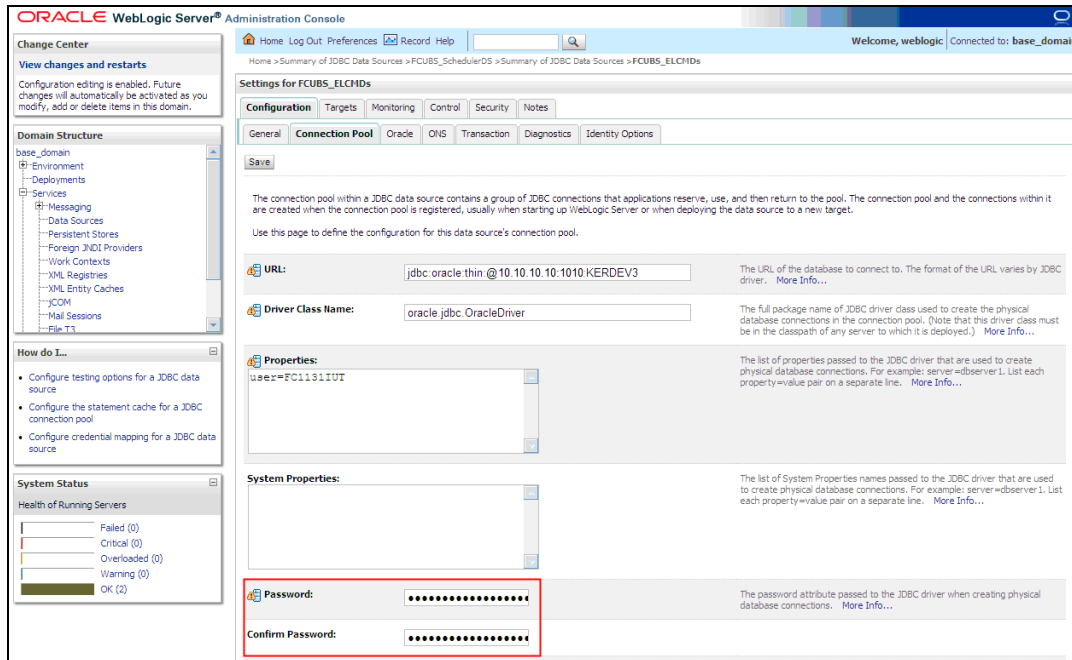 ORACLE WebLogic Server® Administration Console
Change Center
View changes and restarts
Configuration editing is enabled. Future
changes will automatically be activated as you
modify, add or delete items in this domain.
Domain Structure
base_domain
Environment
Deployments
Services
Messaging
Data Sources
Persistent Stores
Foreign JNDI Providers
Work Contexts
XML Registries
XML Entity Caches
jCOM
Mail Sessions
File T3
How do I...
Configure testing options for a JDBC data
source
Configure the statement cache for a JDBC
connection pool
Configure credential mapping for a JDBC data
source
System Status
Health of Running Servers
Failed (0)
Critical (0)
Overloaded (0)
Warning (0)
OK (2)
Home Log Out Preferences Record Help
Welcome, weblogic Connected to: base_domai
Home >Summary of JDBC Data Sources >FCUBS_SchedulerDS >Summary of JDBC Data Sources >FCUBS_ELCMDs
Settings for FCUBS_ELCMDs
Configuration Targets Monitoring Control Security Notes
General Connection Pool Oracle ONS Transaction Diagnostics Identity Options
Save
The connection pool within a JDBC data source contains a group of JDBC connections that applications reserve, use, and then return to the pool. The connection pool and the connections within it
are created when the connection pool is registered, usually when starting up WebLogic Server or when deploying the data source to a new target.
Use this page to define the configuration for this data source's connection pool.
URL:
jdbc:oracle:thin:@10.10.10.10:1010:KERDEV3
The URL of the database to connect to. The format of the URL varies by JDBC
driver. More Info...
Driver Class Name:
oracle.jdbc.OracleDriver
The full package name of JDBC driver class used to create the physical
database connections in the connection pool. (Note that this driver class must
be in the classpath of any server to which it is deployed.) More Info...
Properties:
user=FC1131IUT
The list of properties passed to the JDBC driver that are used to create
physical database connections. For example: server=dbserver1. List each
property=value pair on a separate line. More Info...
System Properties:
The list of System Properties names passed to the JDBC driver that are used
to create physical database connections. For example: server=dbserver1. List
each property=value pair on a separate line. More Info...
Password:
The password attribute passed to the JDBC driver when creating physical
database connections. More Info...
Confirm Password: